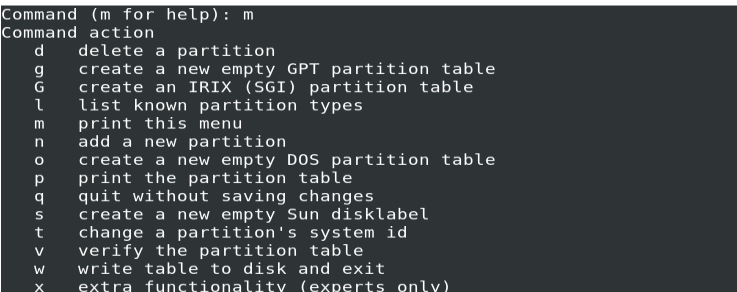 Command (m for help): m
Command action
d delete a partition
g create a new empty GPT partition table
G create an IRIX (SGI) partition table
l list known partition types
m print this menu
n add a new partition
o create a new empty DOS partition table
p print the partition table
q quit without saving changes
s create a new empty Sun disklabel
t change a partition's system id
v verify the partition table
w write table to disk and exit
x extra functionality (experts only)